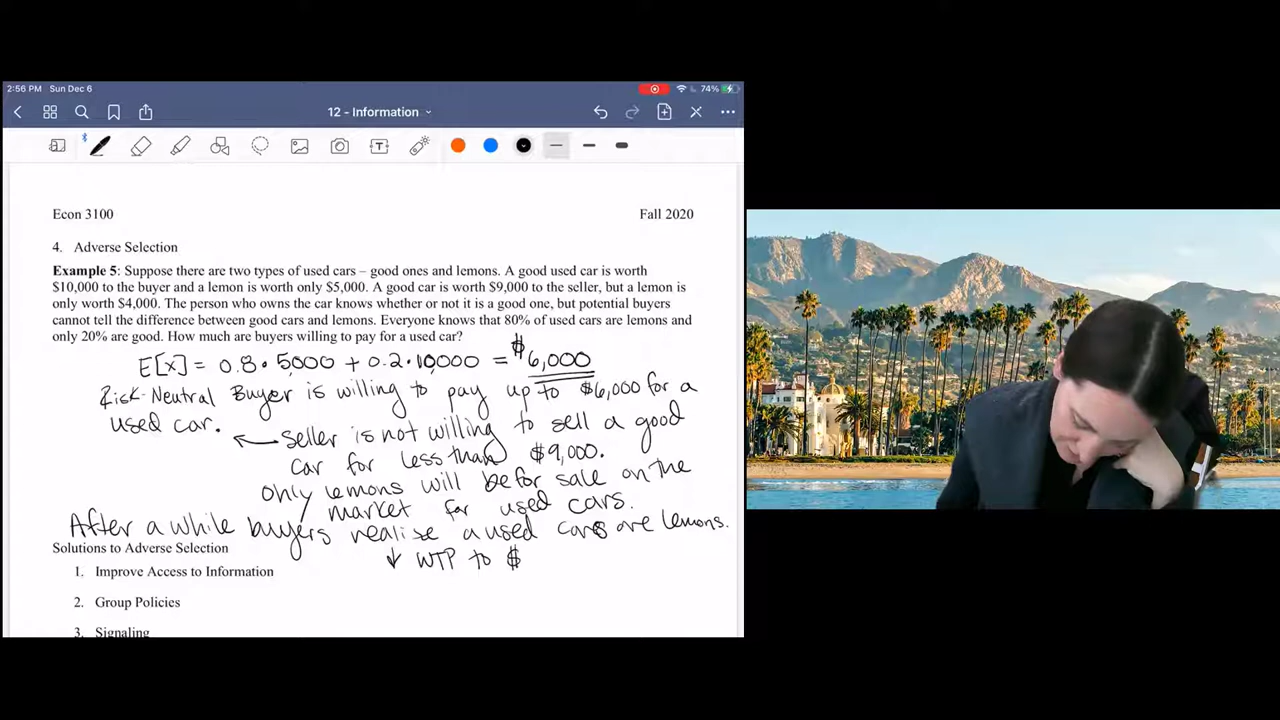 2:56 PM Sun Dec 6
74%
12 - Information
Econ 3100 Fall 2020
4. Adverse Selection
Example 5: Suppose there are two types of used cars – good ones and lemons. A good used car is worth
$10,000 to the buyer and a lemon is worth only $5,000. A good car is worth $9,000 to the seller, but a lemon is
only worth $4,000. The person who owns the car knows whether or not it is a good one, but potential buyers
cannot tell the difference between good cars and lemons. Everyone knows that 80% of used cars are lemons and
only 20% are good. How much are buyers willing to pay for a used car?
E[x] = 0.8 · 5,000 + 0.2 · 10,000 = $6,000
Risk-Neutral Buyer is willing to pay up to $6,000 for a
used car.
← Seller is not willing to sell a good
car for less than $9,000.
Only lemons will be for sale on the
market for used cars.
After a while buyers realize a used cars are lemons.
Solutions to Adverse Selection
↓ WTP to $
1. Improve Access to Information
2. Group Policies
3. Signaling